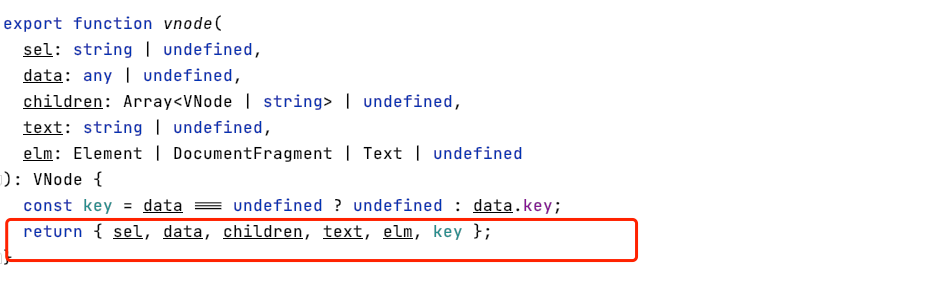 export function vnode(
  sel: string | undefined,
  data: any | undefined,
  children: Array<VNode | string> | undefined,
  text: string | undefined,
  elm: Element | DocumentFragment | Text | undefined
): VNode {
  const key = data === undefined ? undefined : data.key;
  return { sel, data, children, text, elm, key };
}